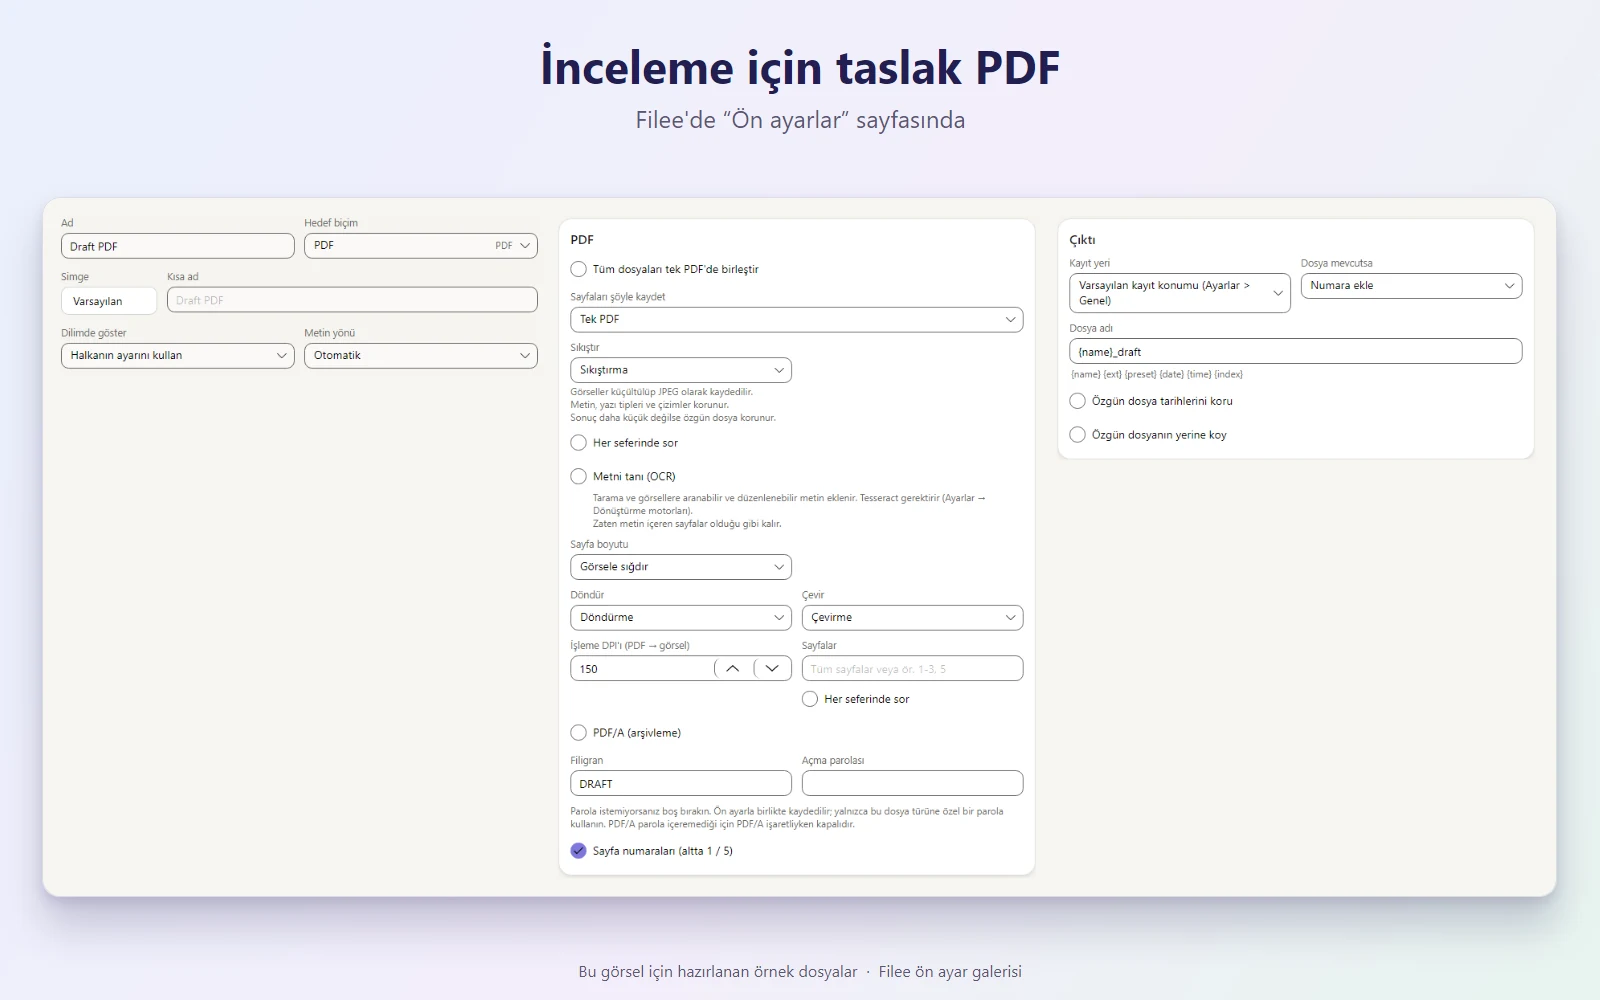 İnceleme için taslak PDF
Filee'de “Ön ayarlar” sayfasında
Ad
Draft PDF
Hedef biçim
PDF PDF
Simge
Varsayılan
Kısa ad
Draft PDF
Dilimde göster
Halkanın ayarını kullan
Metin yönü
Otomatik
PDF
Tüm dosyaları tek PDF'de birleştir
Sayfaları şöyle kaydet
Tek PDF
Sıkıştır
Sıkıştırma
Görseller küçültülüp JPEG olarak kaydedilir.
Metin, yazı tipleri ve çizimler korunur.
Sonuç daha küçük değilse özgün dosya korunur.
Her seferinde sor
Metni tanı (OCR)
Tarama ve görsellere aranabilir ve düzenlenebilir metin eklenir. Tesseract gerektirir (Ayarlar →
Dönüştürme motorları).
Zaten metin içeren sayfalar olduğu gibi kalır.
Sayfa boyutu
Görsele sığdır
Döndür
Döndürme
Çevir
Çevirme
İşleme DPI'ı (PDF → görsel)
150
Sayfalar
Tüm sayfalar veya ör. 1-3, 5
Her seferinde sor
PDF/A (arşivleme)
Filigran
DRAFT
Açma parolası
Parola istemiyorsanız boş bırakın. Ön ayarla birlikte kaydedilir; yalnızca bu dosya türüne özel bir parola
kullanın. PDF/A parola içeremediği için PDF/A işaretliyken kapalıdır.
Sayfa numaraları (altta 1 / 5)
Çıktı
Kayıt yeri
Varsayılan kayıt konumu (Ayarlar >
Genel)
Dosya mevcutsa
Numara ekle
Dosya adı
{name}_draft
{name} {ext} {preset} {date} {time} {index}
Özgün dosya tarihlerini koru
Özgün dosyanın yerine koy
Bu görsel için hazırlanan örnek dosyalar · Filee ön ayar galerisi